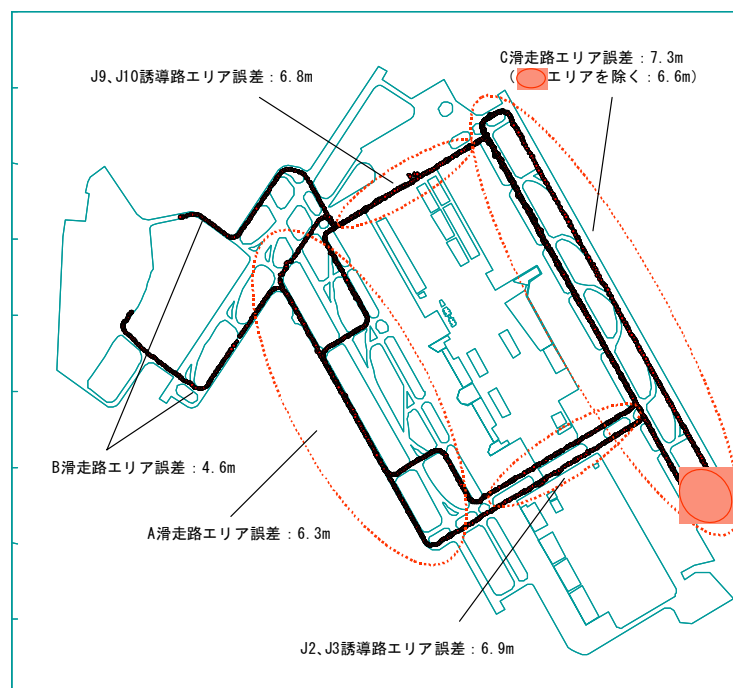 C滑走路エリア誤差：7.3m
（　エリアを除く：6.6m）
J9、J10誘導路エリア誤差：6.8m
B滑走路エリア誤差：4.6m
A滑走路エリア誤差：6.3m
J2、J3誘導路エリア誤差：6.9m